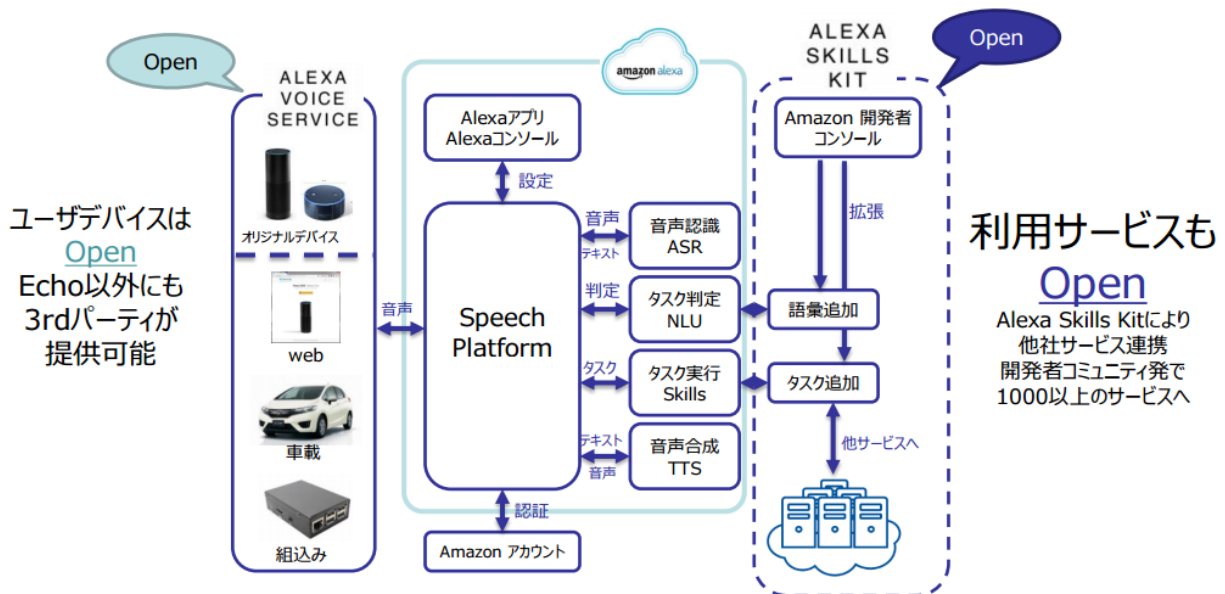 Open
ALEXA
VOICE
SERVICE
オリジナルデバイス
web
車載
組込み
ユーザデバイスは
Open
Echo以外にも
3rdパーティが
提供可能
音声
amazon alexa
Alexaアプリ
Alexaコンソール
設定
Speech
Platform
音声
テキスト
音声認識
ASR
判定
タスク判定
NLU
タスク
タスク実行
Skills
テキスト
音声
音声合成
TTS
認証
Amazon アカウント
ALEXA
SKILLS
KIT
Open
Amazon 開発者
コンソール
拡張
語彙追加
タスク追加
他サービスへ
利用サービスも
Open
Alexa Skills Kitにより
他社サービス連携
開発者コミュニティ発で
1000以上のサービスへ